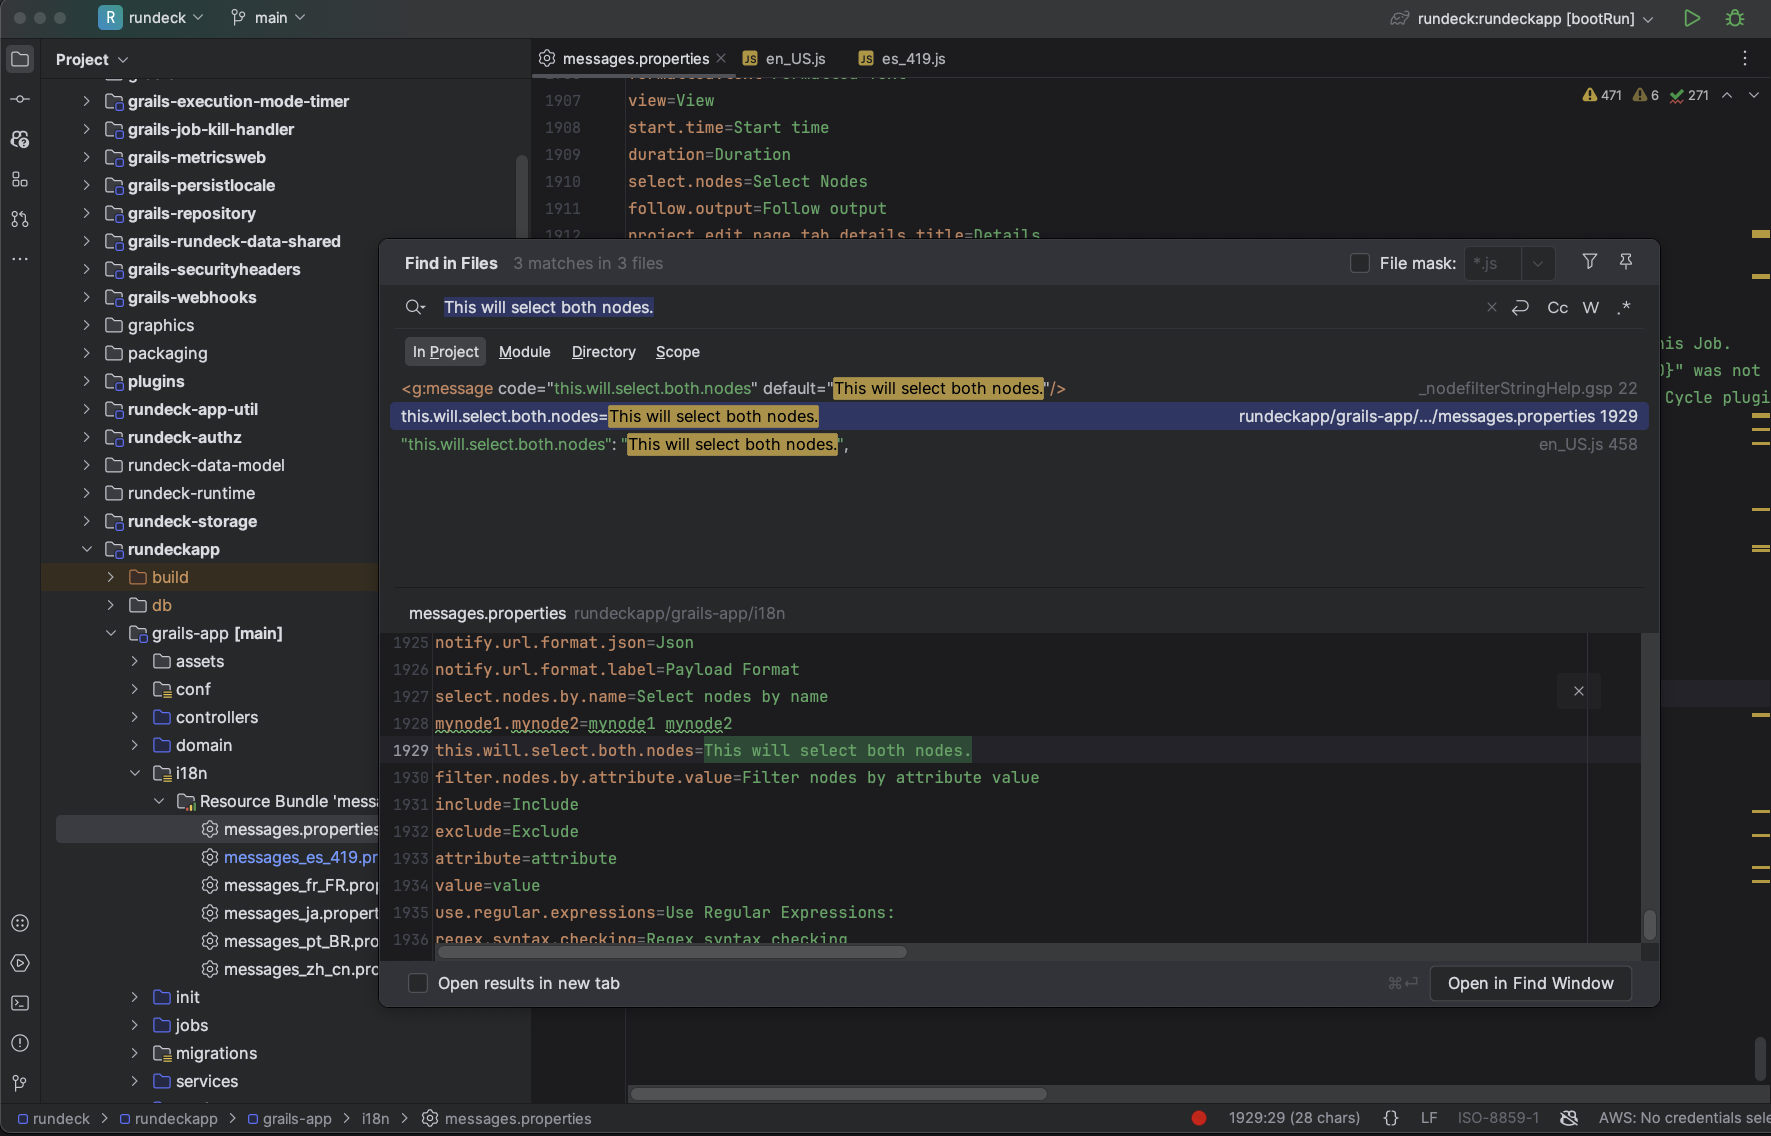 R rundeck main rundeck:rundeckapp [bootRun]
Project
messages.properties
JS en_US.js
JS es_419.js
grails-execution-mode-timer
grails-job-kill-handler
grails-metricsweb
grails-persistlocale
grails-repository
grails-rundeck-data-shared
grails-securityheaders
grails-webhooks
graphics
packaging
plugins
rundeck-app-util
rundeck-authz
rundeck-data-model
rundeck-runtime
rundeck-storage
rundeckapp
build
db
grails-app [main]
assets
conf
controllers
domain
i18n
Resource Bundle 'messa
messages.properties
messages_es_419.pr
messages_fr_FR.prop
messages_ja.propert
messages_pt_BR.pro
messages_zh_cn.pro
init
jobs
migrations
services
471 6 271
1907 view=View
1908 start.time=Start time
1909 duration=Duration
1910 select.nodes=Select Nodes
1911 follow.output=Follow output
1912 project.edit.page.tab.details.title=Details
his Job.
0}" was not
Cycle plugi
Find in Files 3 matches in 3 files
File mask: *.js
This will select both nodes.
Cc W .*
In Project Module Directory Scope
<g:message code="this.will.select.both.nodes" default="This will select both nodes."/> _nodefilterStringHelp.gsp 22
this.will.select.both.nodes=This will select both nodes. rundeckapp/grails-app/.../messages.properties 1929
"this.will.select.both.nodes": "This will select both nodes.", en_US.js 458
messages.properties rundeckapp/grails-app/i18n
1925 notify.url.format.json=Json
1926 notify.url.format.label=Payload Format
1927 select.nodes.by.name=Select nodes by name
1928 mynode1.mynode2=mynode1 mynode2
1929 this.will.select.both.nodes=This will select both nodes.
1930 filter.nodes.by.attribute.value=Filter nodes by attribute value
1931 include=Include
1932 exclude=Exclude
1933 attribute=attribute
1934 value=value
1935 use.regular.expressions=Use Regular Expressions:
1936 regex.syntax.checking=Regex syntax checking
Open results in new tab
⌘↩ Open in Find Window
rundeck > rundeckapp > grails-app > i18n > messages.properties
1929:29 (28 chars) {} LF ISO-8859-1 AWS: No credentials sele